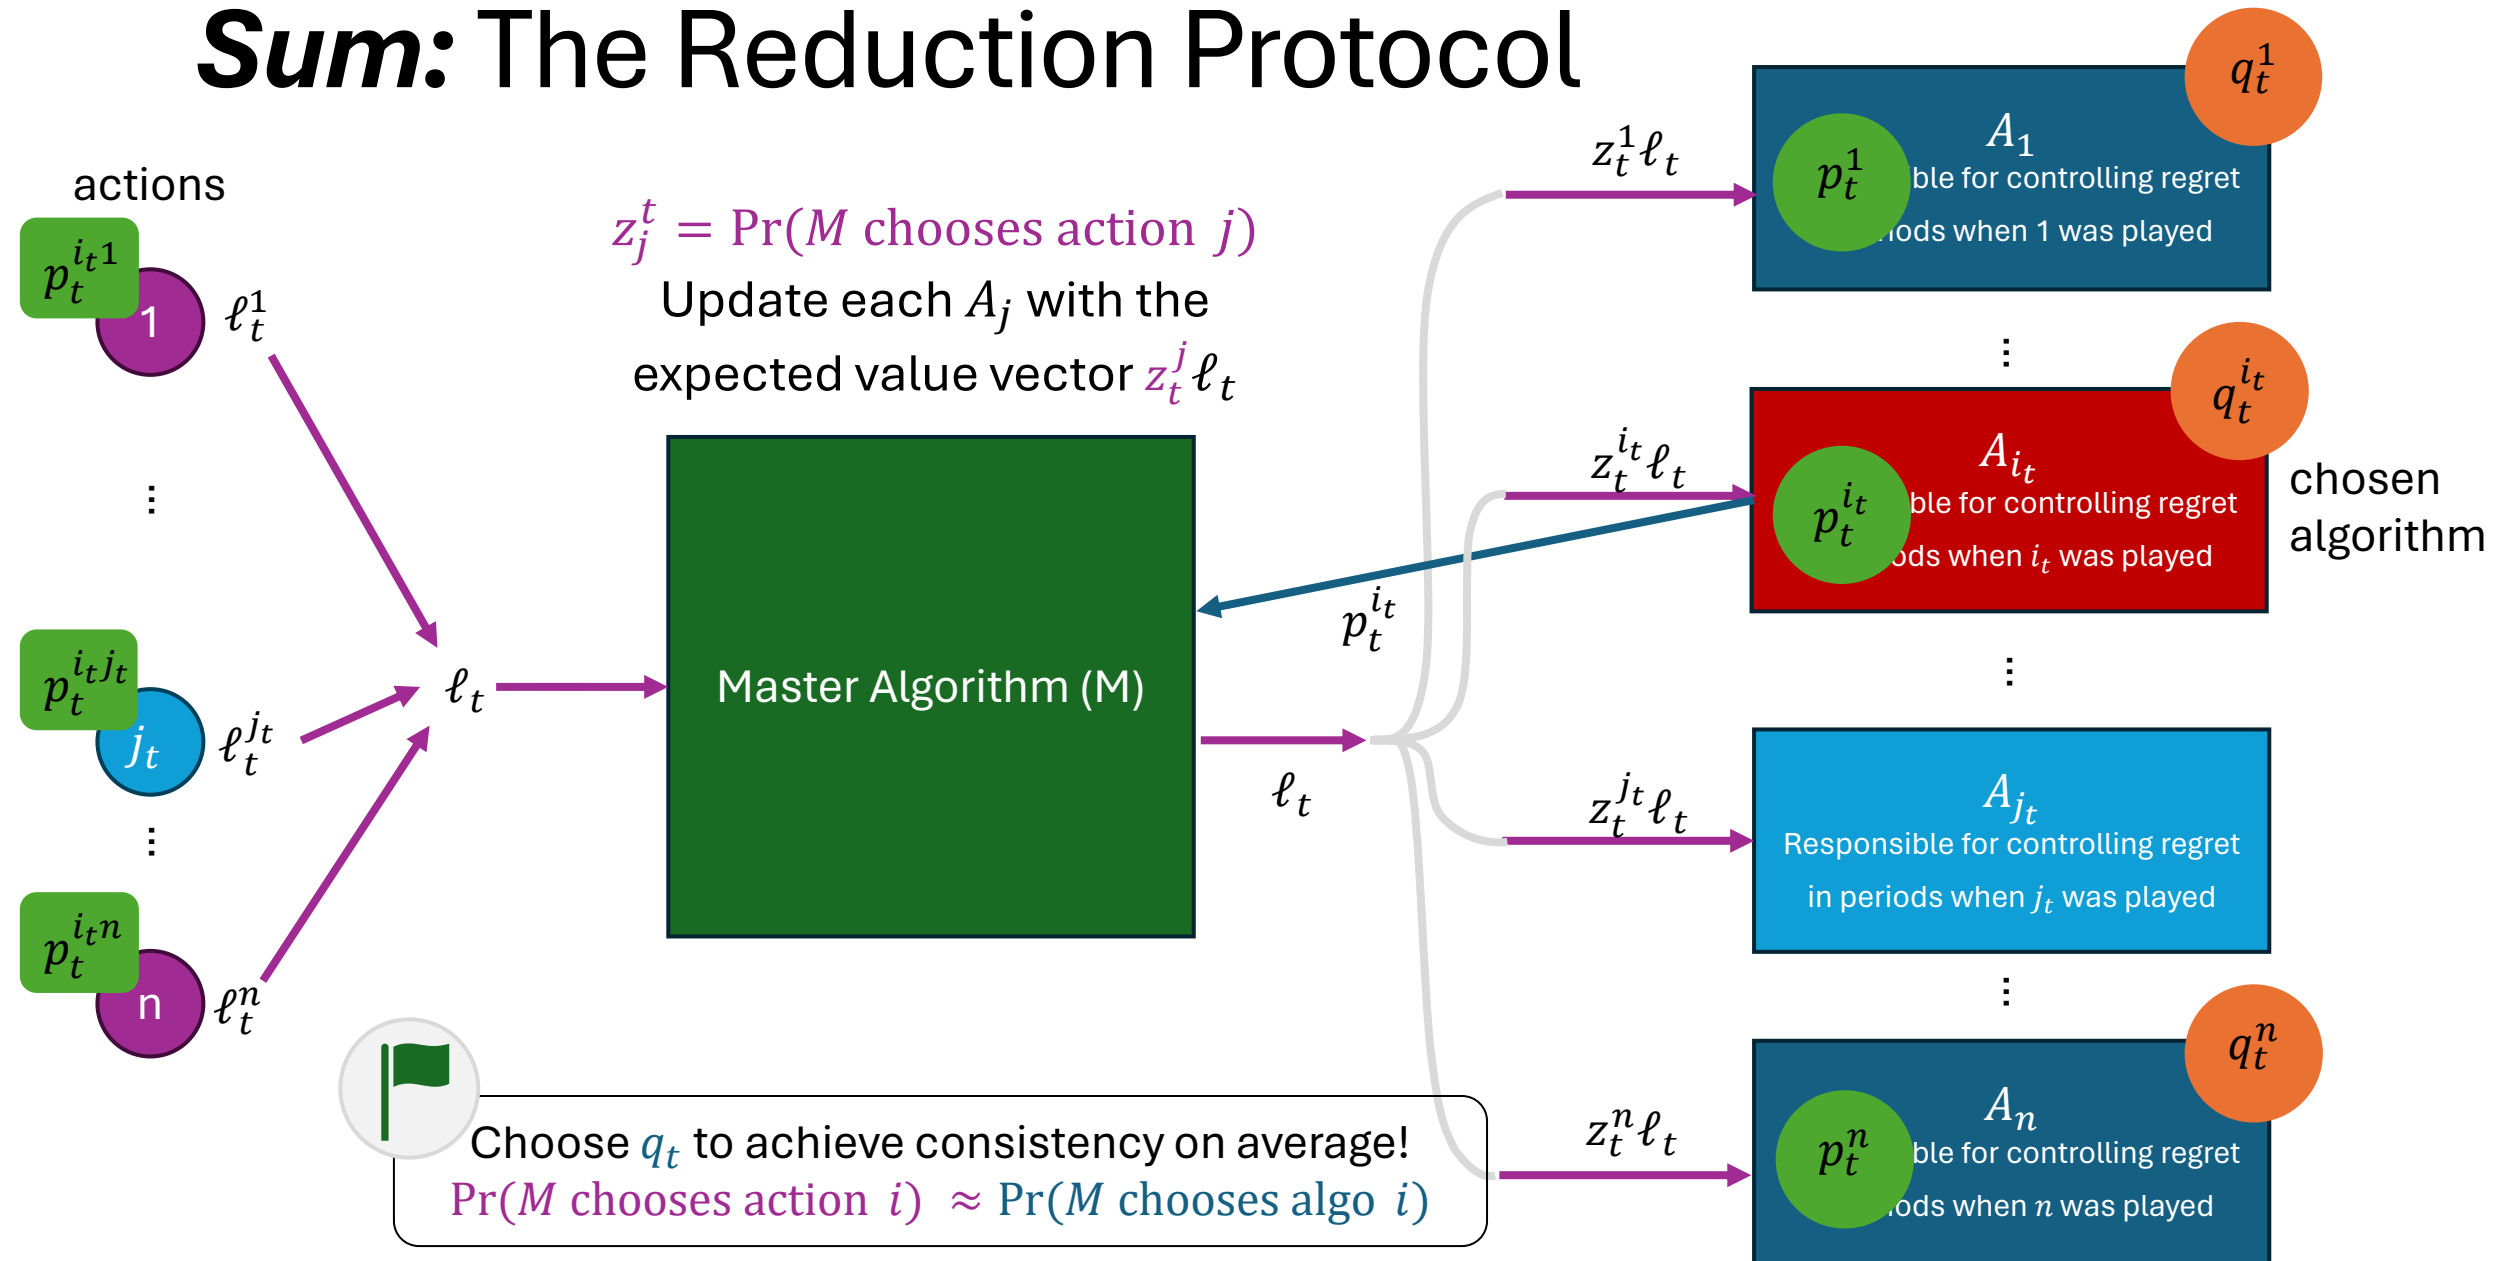 Sum: The Reduction Protocol
actions
p_t^{i_t 1}
1
ℓ_t^1
⋮
p_t^{i_t j_t}
j_t
ℓ_t^{j_t}
⋮
p_t^{i_t n}
n
ℓ_t^n
ℓ_t
z_j^t = Pr(M chooses action j)
Update each A_j with the
expected value vector z_t^j ℓ_t
Master Algorithm (M)
p_t^{i_t}
ℓ_t
z_t^1 ℓ_t
z_t^{i_t} ℓ_t
z_t^{j_t} ℓ_t
z_t^n ℓ_t
q_t^1
A_1
p_t^1
ble for controlling regret
iods when 1 was played
⋮
q_t^{i_t}
A_{i_t}
p_t^{i_t}
ble for controlling regret
ods when i_t was played
chosen
algorithm
⋮
A_{j_t}
Responsible for controlling regret
in periods when j_t was played
⋮
q_t^n
A_n
p_t^n
ble for controlling regret
iods when n was played
Choose q_t to achieve consistency on average!
Pr(M chooses action i) ≈ Pr(M chooses algo i)